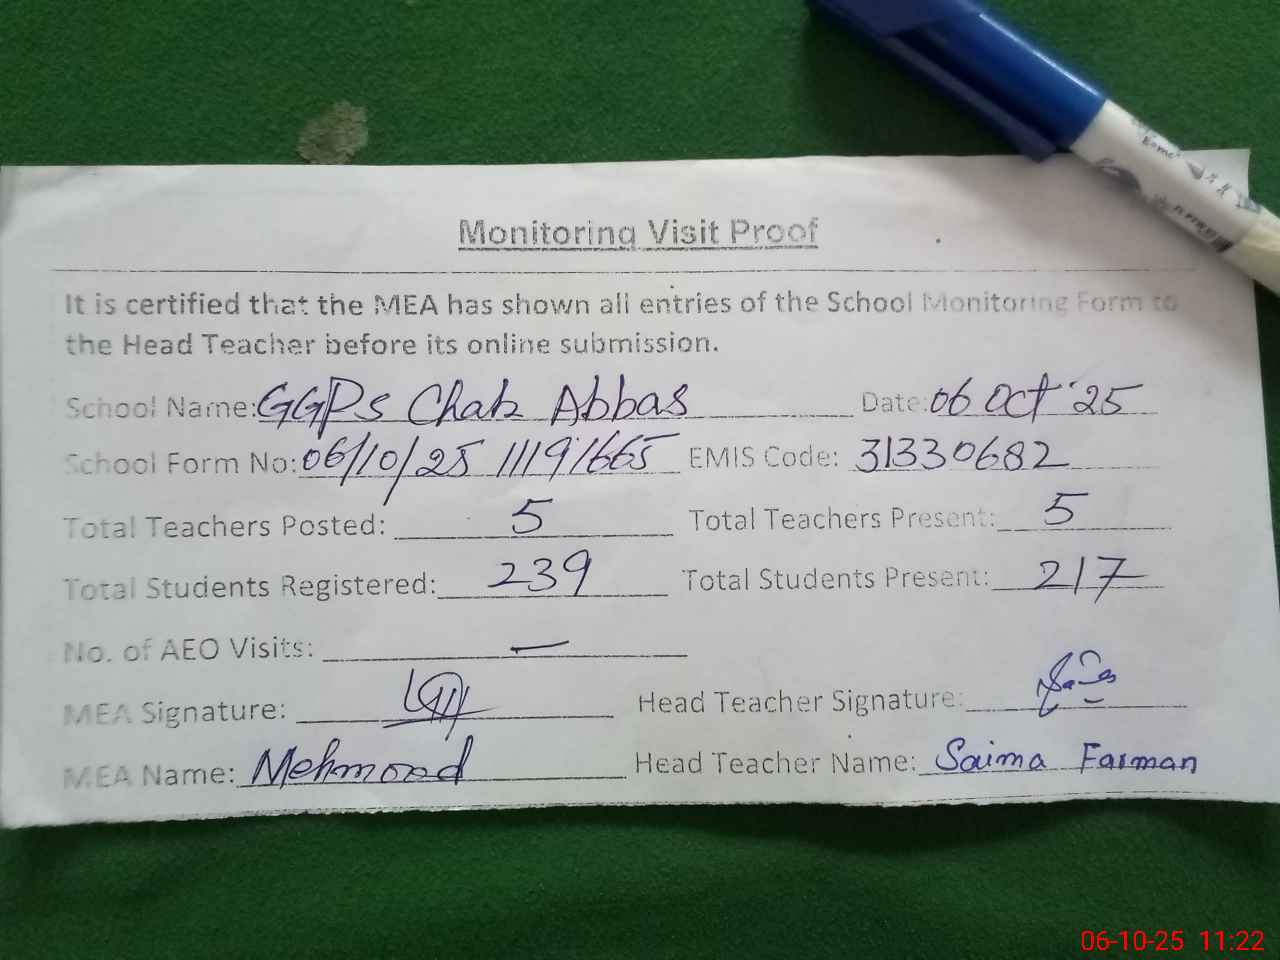 Monitoring Visit Proof
It is certified that the MEA has shown all entries of the School Monitoring Form to
the Head Teacher before its online submission.
School Name: GGPS Chak Abbas Date: 06 Oct '25
School Form No: 06/10/25 111191665 EMIS Code: 31330682
Total Teachers Posted: 5 Total Teachers Present: 5
Total Students Registered: 239 Total Students Present: 217
No. of AEO Visits: —
MEA Signature: Head Teacher Signature:
MEA Name: Mehmood Head Teacher Name: Saima Farman
06-10-25 11:22